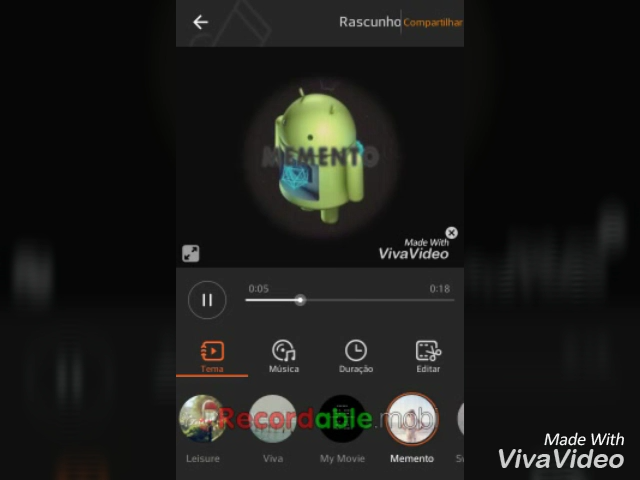 Rascunho
Compartilhar
MEMENTO
Made With
VivaVideo
0:05
0:18
Tema
Música
Duração
Editar
Recordable.mobi
Leisure
Viva
My Movie
Memento
Made With
VivaVideo